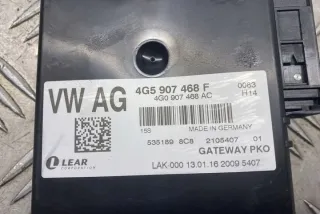 VW AG
4G5 907 468 F
0063
4G0 907 468 AC
H14
155
MADE IN GERMANY
535189 8C8
2105407 01
LEAR
CORPORATION
GATEWAY PKO
LAK-000 13.01.16 2009 5407